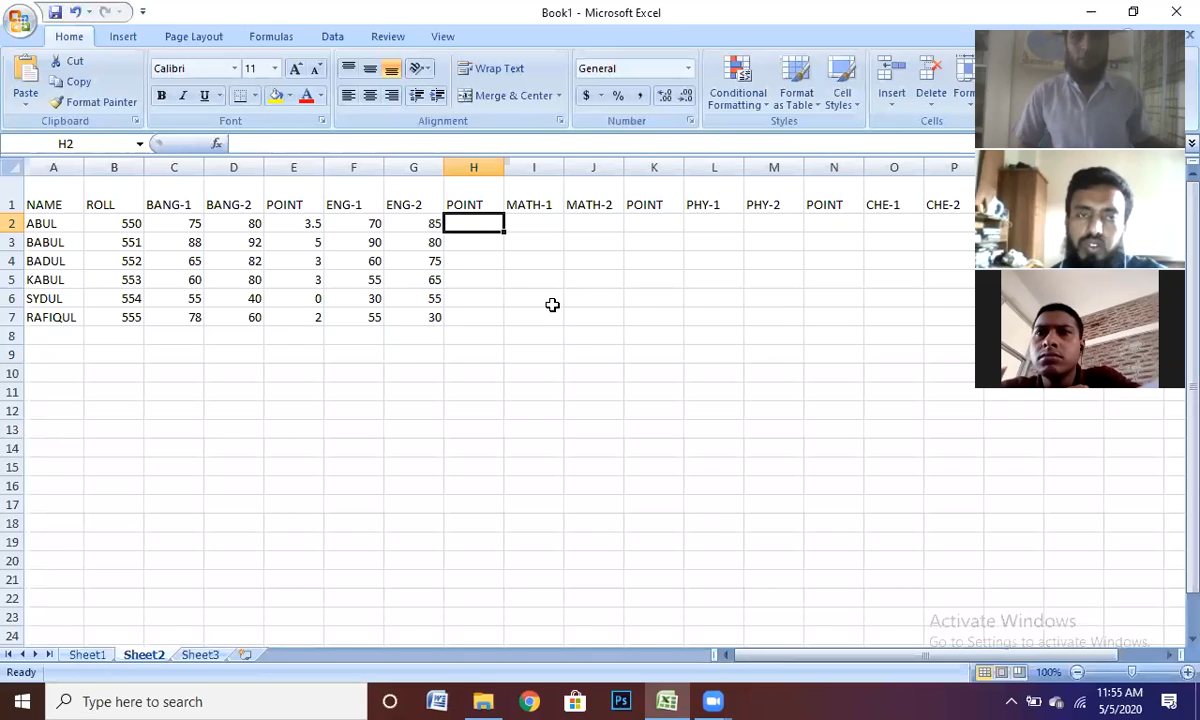 Book1 - Microsoft Excel
Home Insert Page Layout Formulas Data Review View
Paste Cut Calibri 11 Wrap Text General Conditional Formatting Format as Table Cell Styles Insert Delete Form
Copy
Format Painter Merge & Center
B I U $ % ,
Clipboard Font Alignment Number Styles Cells
H2 fx
A B C D E F G H I J K L M N O P
1 NAME ROLL BANG-1 BANG-2 POINT ENG-1 ENG-2 POINT MATH-1 MATH-2 POINT PHY-1 PHY-2 POINT CHE-1 CHE-2
2 ABUL 550 75 80 3.5 70 85
3 BABUL 551 88 92 5 90 80
4 BADUL 552 65 82 3 60 75
5 KABUL 553 60 80 3 55 65
6 SYDUL 554 55 40 0 30 55
7 RAFIQUL 555 78 60 2 55 30
8
9
10
11
12
13
14
15
16
17
18
19
20
21
22
23
24
Activate Windows
Go to Settings to activate Windows.
Sheet1 Sheet2 Sheet3
Ready 100%
Type here to search
11:55 AM
5/5/2020